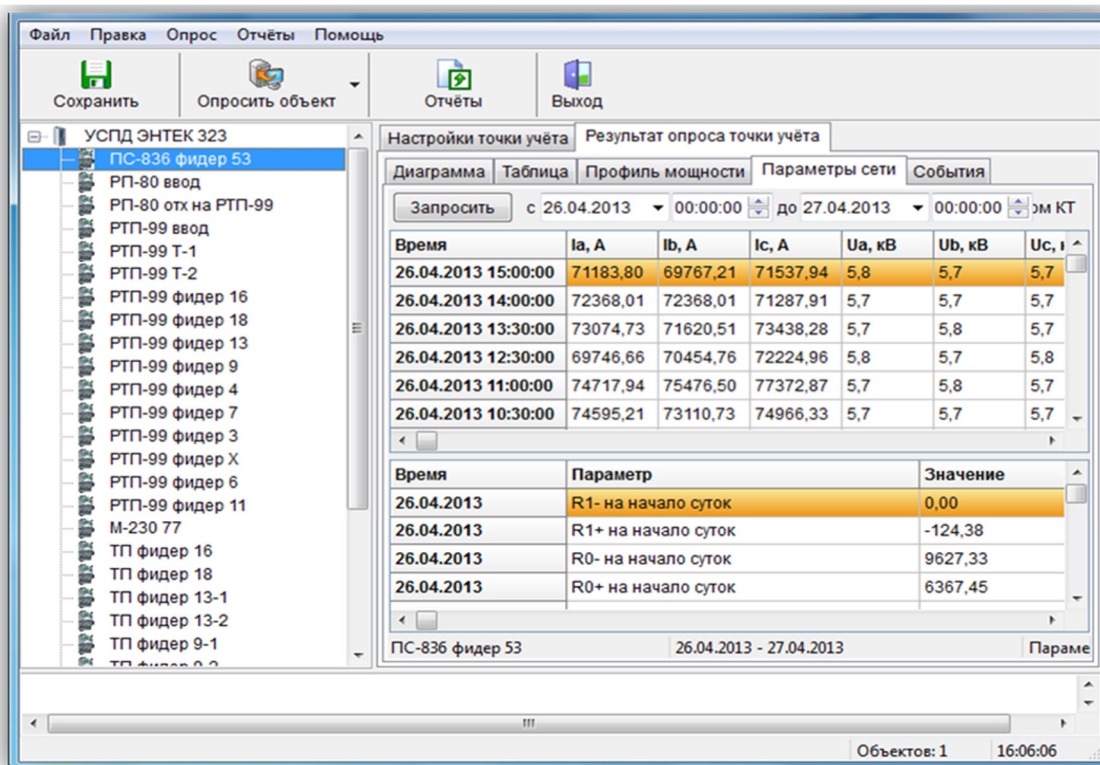 Файл Правка Опрос Отчёты Помощь
Сохранить Опросить объект Отчёты Выход
УСПД ЭНТЕК 323
ПС-836 фидер 53
РП-80 ввод
РП-80 отх на РТП-99
РТП-99 ввод
РТП-99 Т-1
РТП-99 Т-2
РТП-99 фидер 16
РТП-99 фидер 18
РТП-99 фидер 13
РТП-99 фидер 9
РТП-99 фидер 4
РТП-99 фидер 7
РТП-99 фидер 3
РТП-99 фидер Х
РТП-99 фидер 6
РТП-99 фидер 11
М-230 77
ТП фидер 16
ТП фидер 18
ТП фидер 13-1
ТП фидер 13-2
ТП фидер 9-1
ТП фидер 9-2
Настройки точки учёта Результат опроса точки учёта
Диаграмма Таблица Профиль мощности Параметры сети События
Запросить с 26.04.2013 00:00:00 до 27.04.2013 00:00:00 ом КТ
Время Ia, А Ib, А Ic, А Ua, кВ Ub, кВ Uc,
26.04.2013 15:00:00 71183,80 69767,21 71537,94 5,8 5,7 5,7
26.04.2013 14:00:00 72368,01 72368,01 71287,91 5,7 5,7 5,7
26.04.2013 13:30:00 73074,73 71620,51 73438,28 5,7 5,8 5,7
26.04.2013 12:30:00 69746,66 70454,76 72224,96 5,8 5,7 5,8
26.04.2013 11:00:00 74717,94 75476,50 77372,87 5,7 5,8 5,7
26.04.2013 10:30:00 74595,21 73110,73 74966,33 5,7 5,7 5,7
Время Параметр Значение
26.04.2013 R1- на начало суток 0,00
26.04.2013 R1+ на начало суток -124,38
26.04.2013 R0- на начало суток 9627,33
26.04.2013 R0+ на начало суток 6367,45
ПС-836 фидер 53 26.04.2013 - 27.04.2013 Параме
Объектов: 1 16:06:06